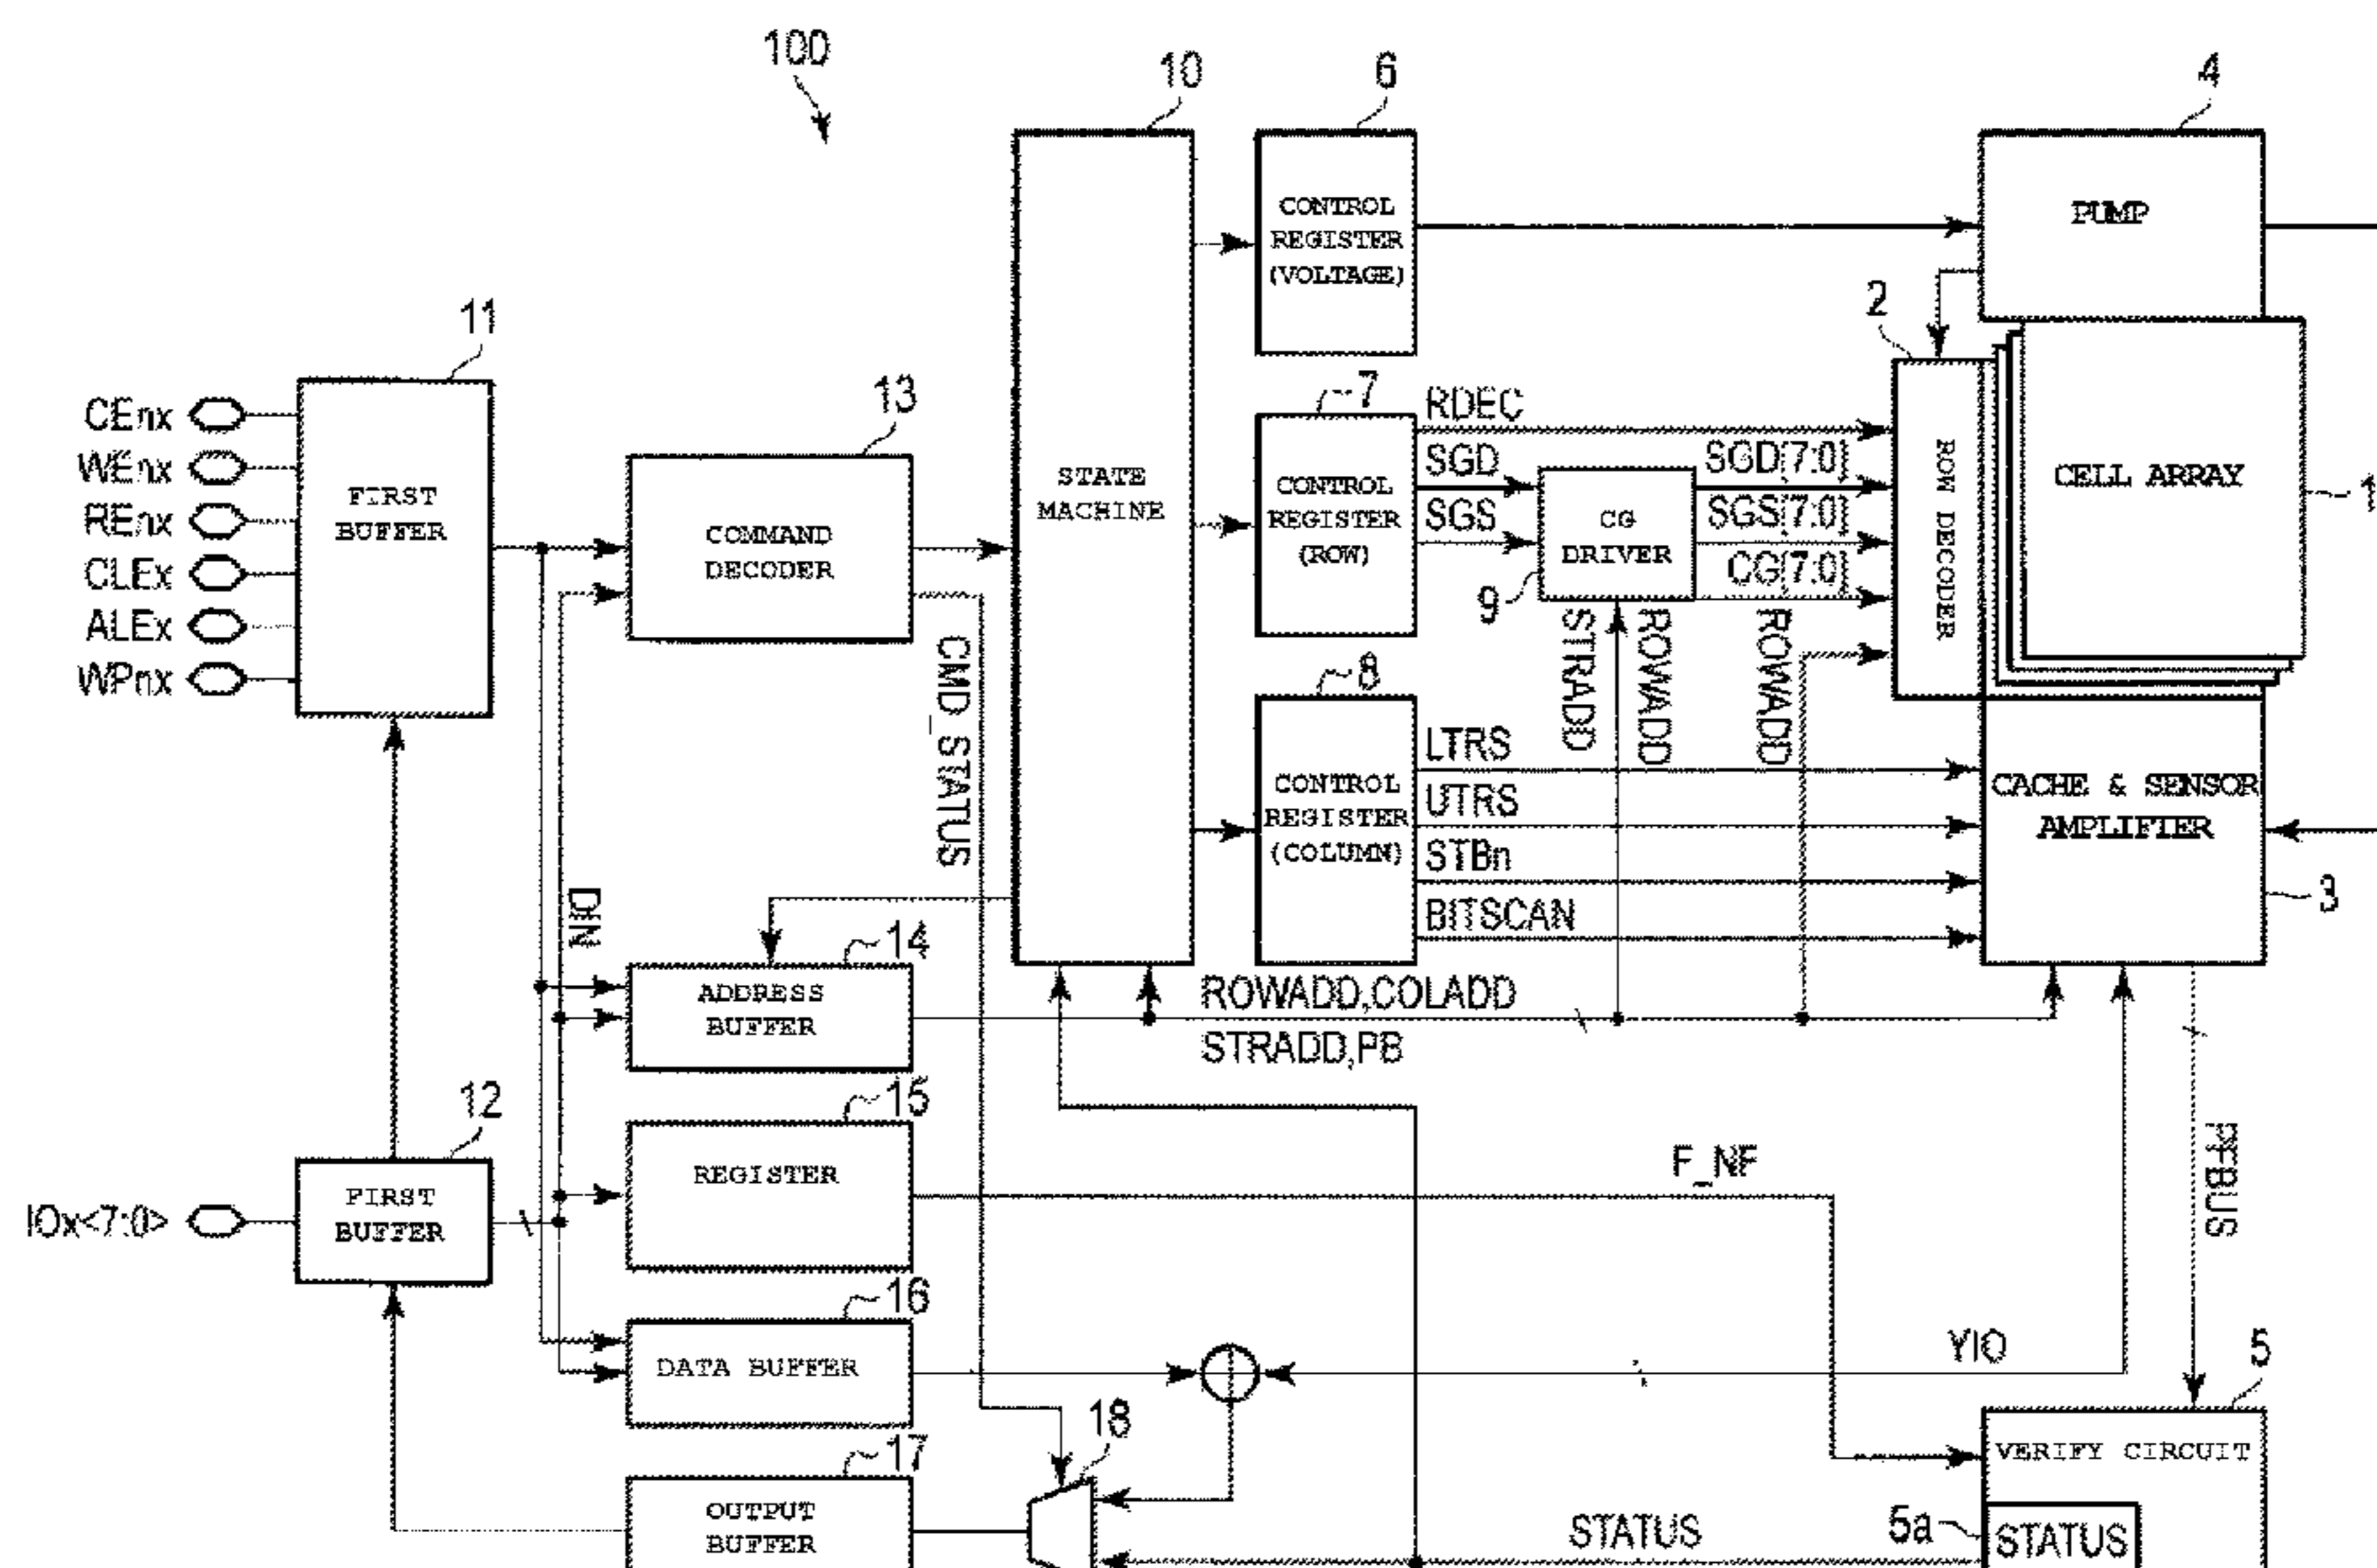 100
10
6
4
CONTROL
REGISTER
(VOLTAGE)
PUMP
2
11
13
7
RDEC
CEnx
WEnx
REnx
CLEx
ALEx
WPnx
FIRST
BUFFER
COMMAND
DECODER
STATE
MACHINE
CONTROL
REGISTER
(ROW)
SGD
SGS
CG
DRIVER
9
SGD[7:0]
SGS[7:0]
CG[7:0]
ROW DECODER
CELL ARRAY
1
CMD_STATUS
8
STRADD
ROWADD
ROWADD
CONTROL
REGISTER
(COLUMN)
LTRS
UTRS
STBn
BITSCAN
CACHE & SENSOR
AMPLIFTER
3
DIN
14
ADDRESS
BUFFER
ROWADD,COLADD
STRADD,PB
12
15
IOx<7:0>
FIRST
BUFFER
REGISTER
F_NF
PFBUS
16
DATA BUFFER
YIO
5
18
17
OUTPUT
BUFFER
VERIFY CIRCUIT
STATUS
5a
STATUS